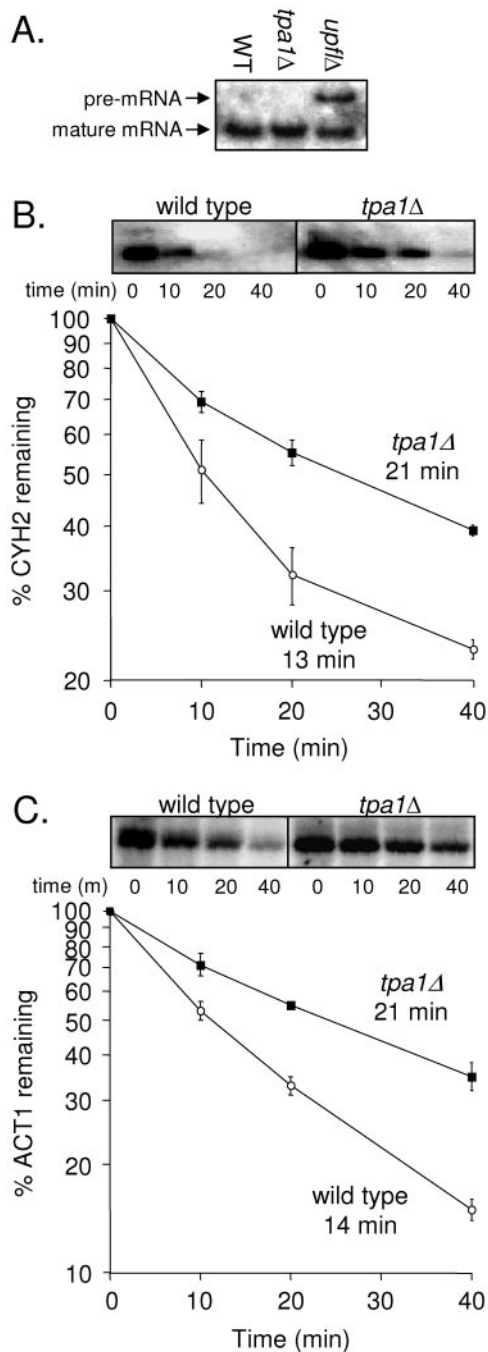 A.
WT
tpa1Δ
upf1Δ
pre-mRNA
mature mRNA
B.
wild type
tpa1Δ
time (min) 0 10 20 40 0 10 20 40
100
90
80
70
60
50
40
30
20
% CYH2 remaining
tpa1Δ
21 min
wild type
13 min
0 10 20 30 40
Time (min)
C.
wild type
tpa1Δ
time (m) 0 10 20 40 0 10 20 40
100
90
80
70
60
50
40
30
20
10
% ACT1 remaining
tpa1Δ
21 min
wild type
14 min
0 10 20 30 40
Time (min)